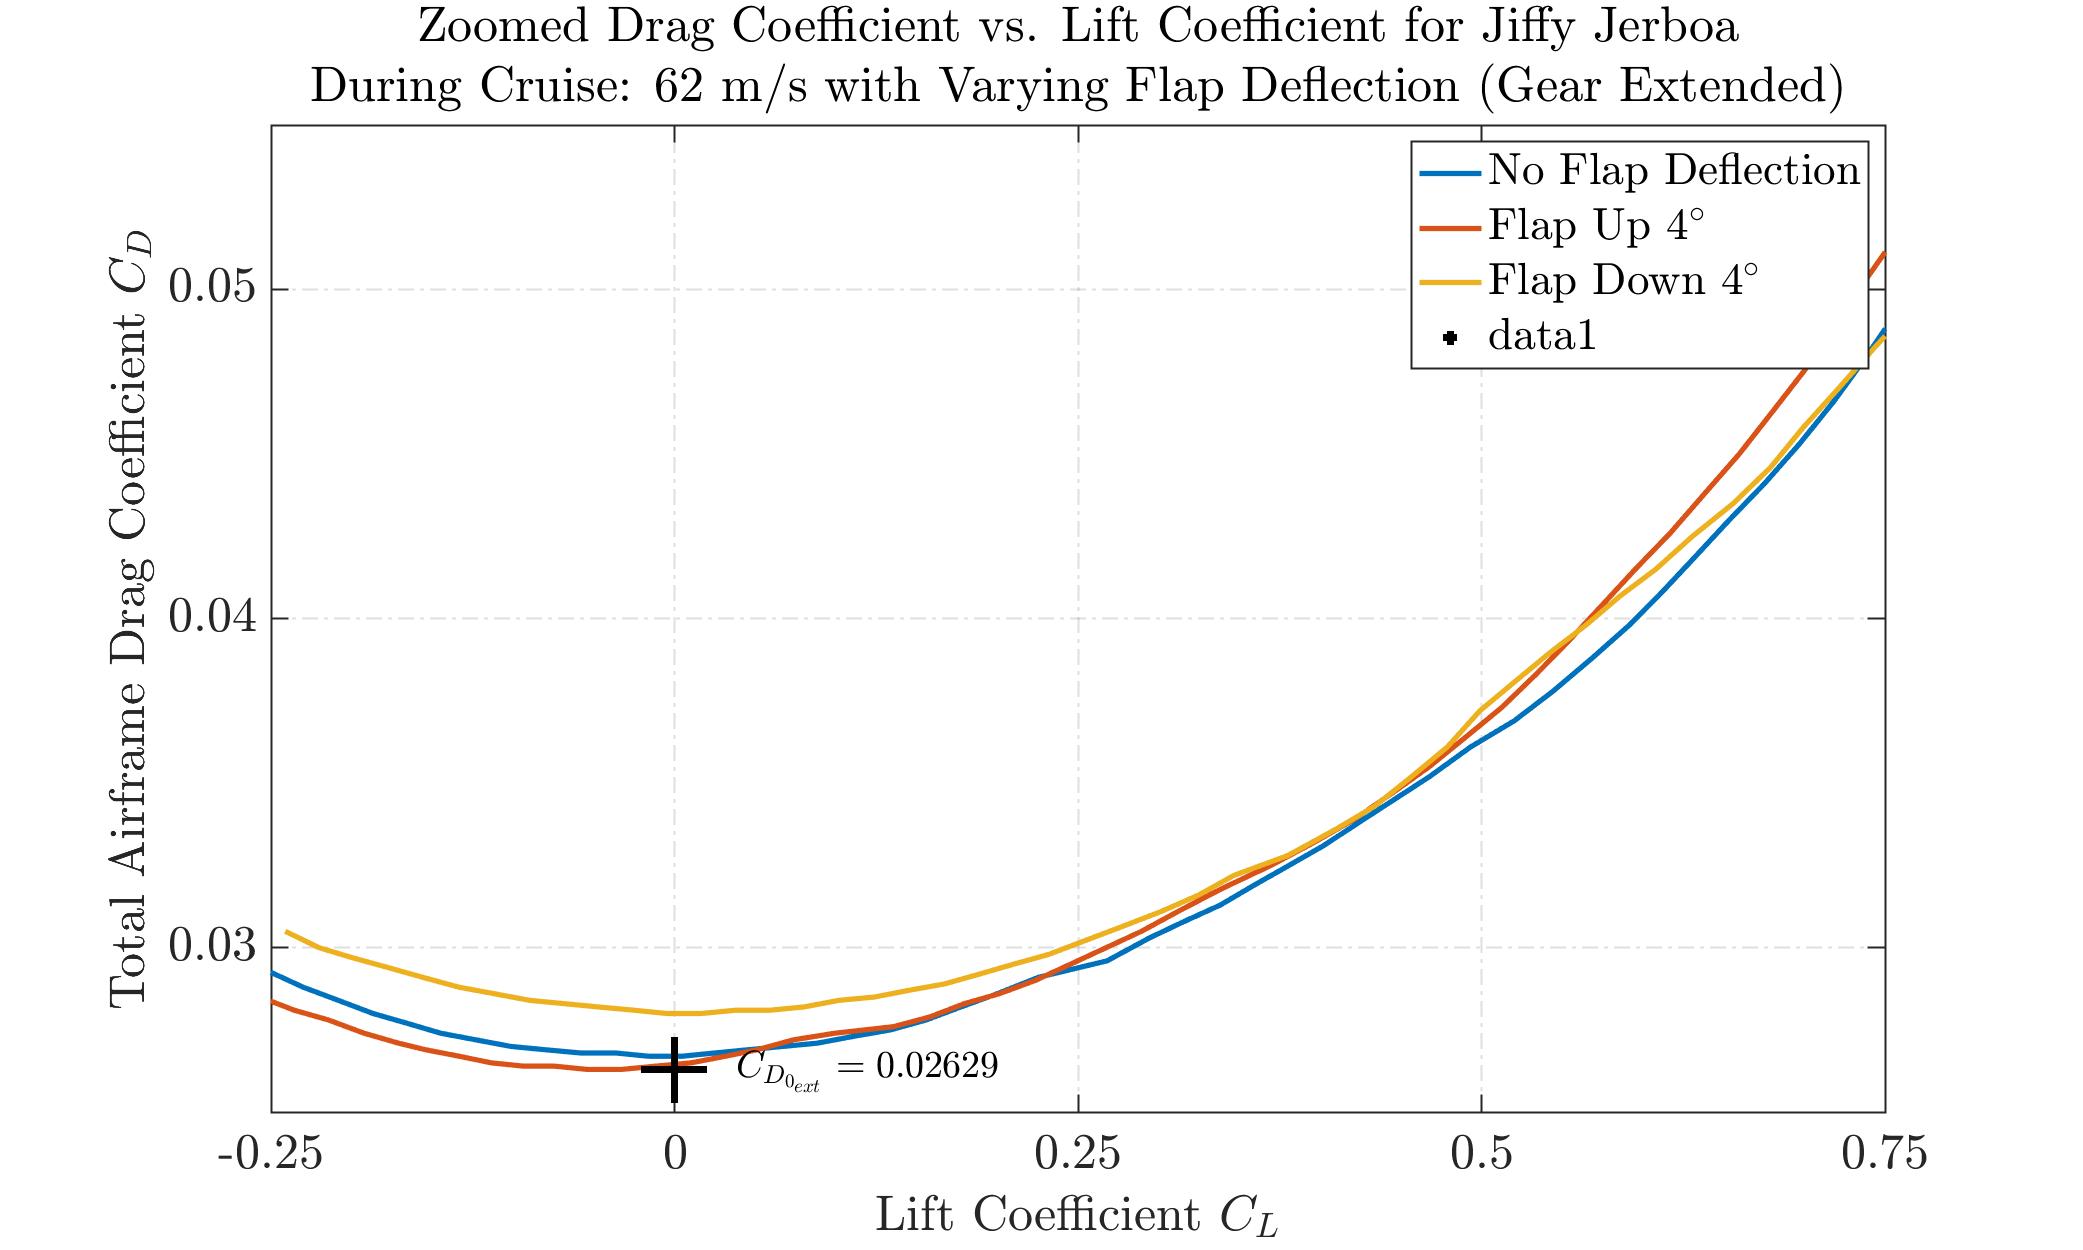 Zoomed Drag Coefficient vs. Lift Coefficient for Jiffy Jerboa
During Cruise: 62 m/s with Varying Flap Deflection (Gear Extended)
Total Airframe Drag Coefficient C_D
0.05
0.04
0.03
No Flap Deflection
Flap Up 4°
Flap Down 4°
data1
C_{D_{0_{ext}}} = 0.02629
-0.25 0 0.25 0.5 0.75
Lift Coefficient C_L